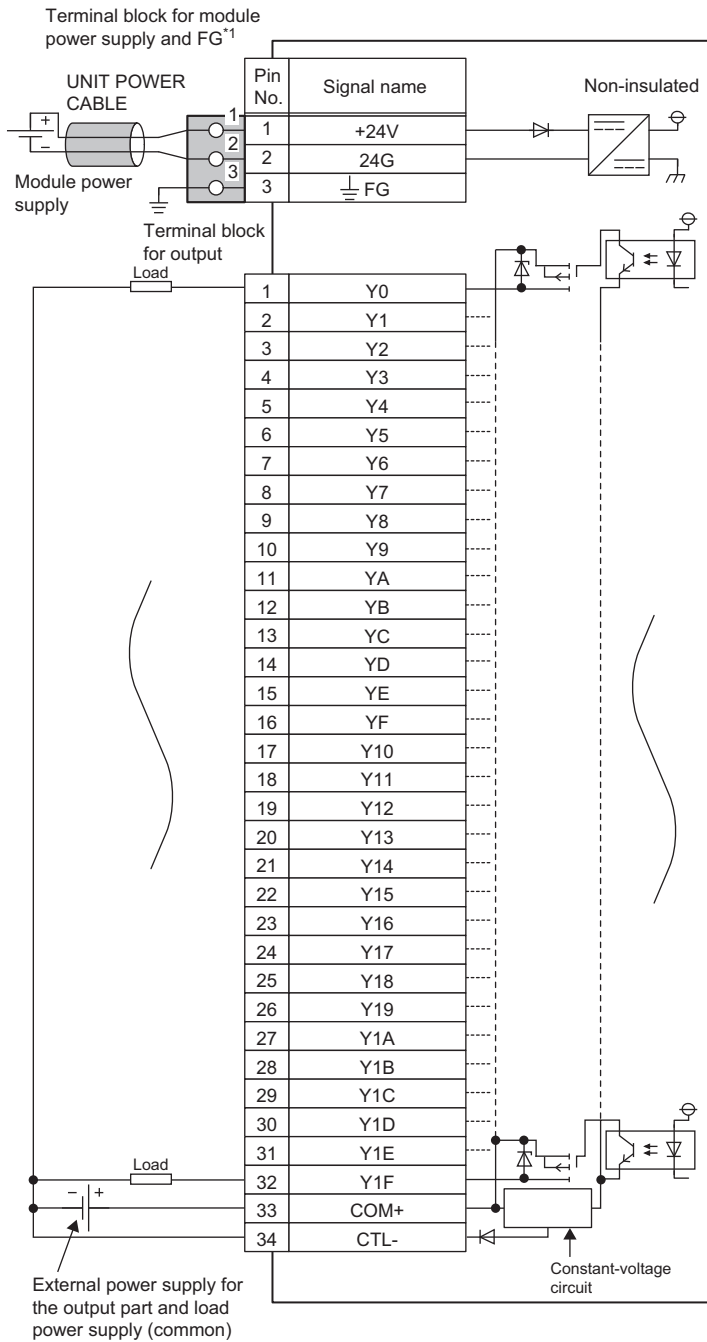 Terminal block for module
power supply and FG*1
UNIT POWER
CABLE
+
-
Module power
supply
1
2
3
Pin
No.
Signal name
1 +24V
2 24G
3 FG
Non-insulated
Terminal block
for output
Load
1 Y0
2 Y1
3 Y2
4 Y3
5 Y4
6 Y5
7 Y6
8 Y7
9 Y8
10 Y9
11 YA
12 YB
13 YC
14 YD
15 YE
16 YF
17 Y10
18 Y11
19 Y12
20 Y13
21 Y14
22 Y15
23 Y16
24 Y17
25 Y18
26 Y19
27 Y1A
28 Y1B
29 Y1C
30 Y1D
31 Y1E
Load
32 Y1F
- +
33 COM+
34 CTL-
Constant-voltage
circuit
External power supply for
the output part and load
power supply (common)